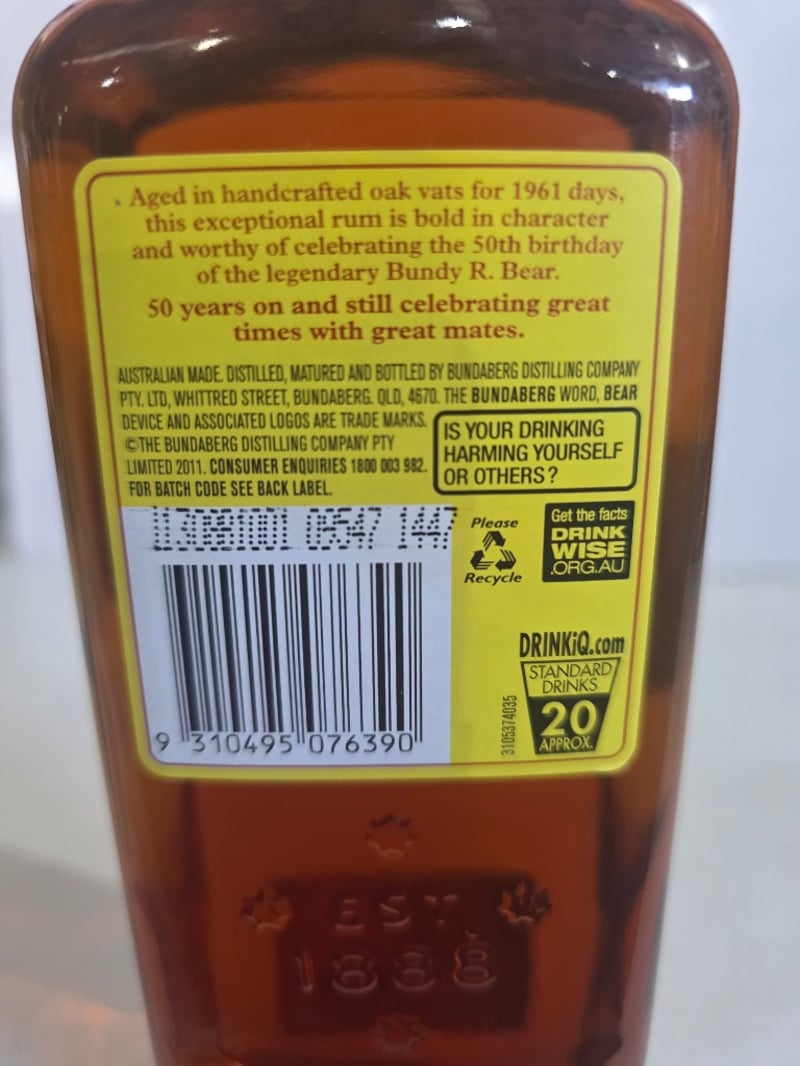 Aged in handcrafted oak vats for 1961 days,
this exceptional rum is bold in character
and worthy of celebrating the 50th birthday
of the legendary Bundy R. Bear.
50 years on and still celebrating great
times with great mates.
AUSTRALIAN MADE. DISTILLED, MATURED AND BOTTLED BY BUNDABERG DISTILLING COMPANY
PTY. LTD, WHITTRED STREET, BUNDABERG. QLD, 4670. THE BUNDABERG WORD, BEAR
DEVICE AND ASSOCIATED LOGOS ARE TRADE MARKS.
©THE BUNDABERG DISTILLING COMPANY PTY
LIMITED 2011. CONSUMER ENQUIRIES 1800 003 982.
FOR BATCH CODE SEE BACK LABEL.
IS YOUR DRINKING
HARMING YOURSELF
OR OTHERS?
1447
Please
Recycle
Get the facts
DRINK
WISE
.ORG.AU
DRINKiQ.com
STANDARD
DRINKS
20
APPROX.
3105374035
9 310495 076390
EST.
1888